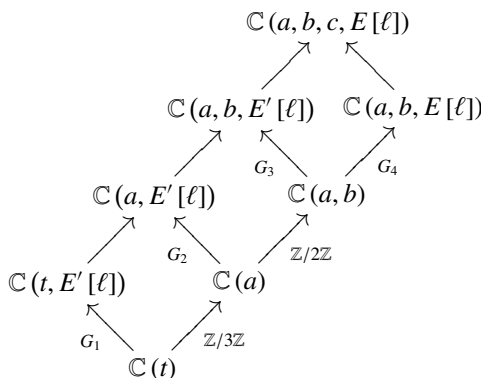 ℂ(a, b, c, E[ℓ])
ℂ(a, b, E′[ℓ]) ℂ(a, b, E[ℓ])
G₃ G₄
ℂ(a, E′[ℓ]) ℂ(a, b)
G₂ ℤ/2ℤ
ℂ(t, E′[ℓ]) ℂ(a)
G₁ ℤ/3ℤ
ℂ(t)